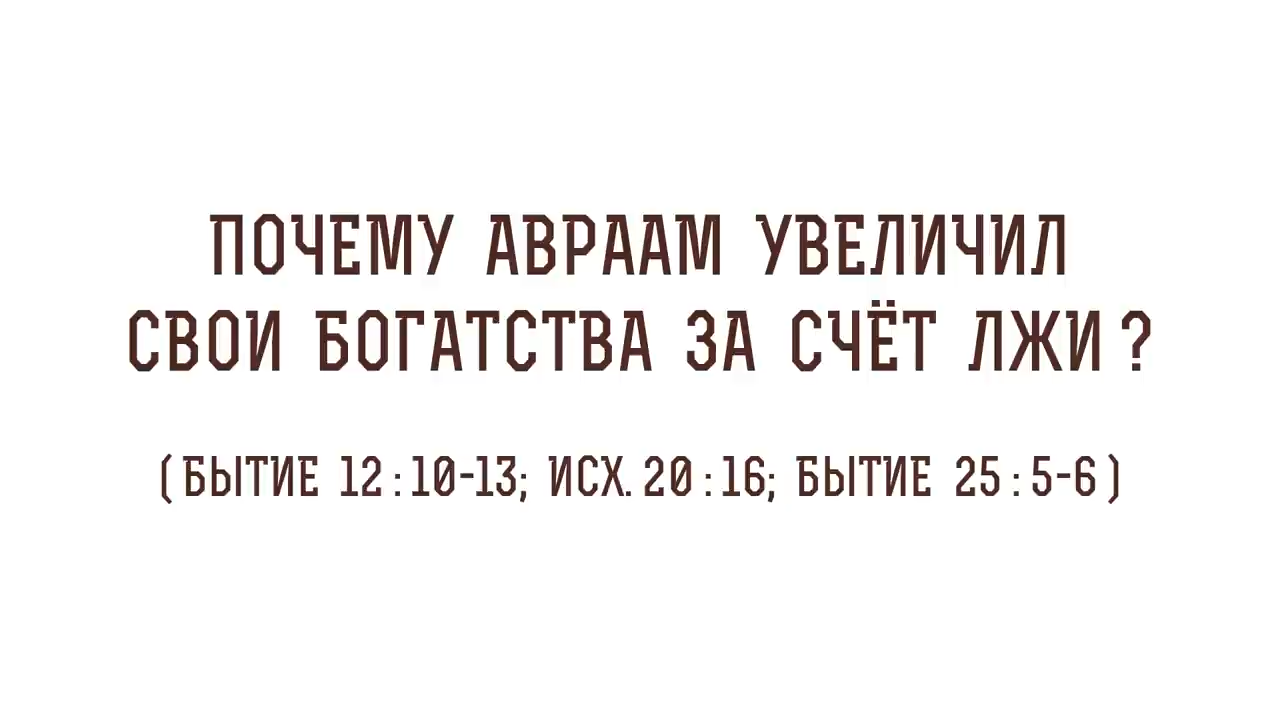 ПОЧЕМУ АВРААМ УВЕЛИЧИЛ
СВОИ БОГАТСТВА ЗА СЧЁТ ЛЖИ?
(БЫТИЕ 12:10-13; ИСХ. 20:16; БЫТИЕ 25:5-6)